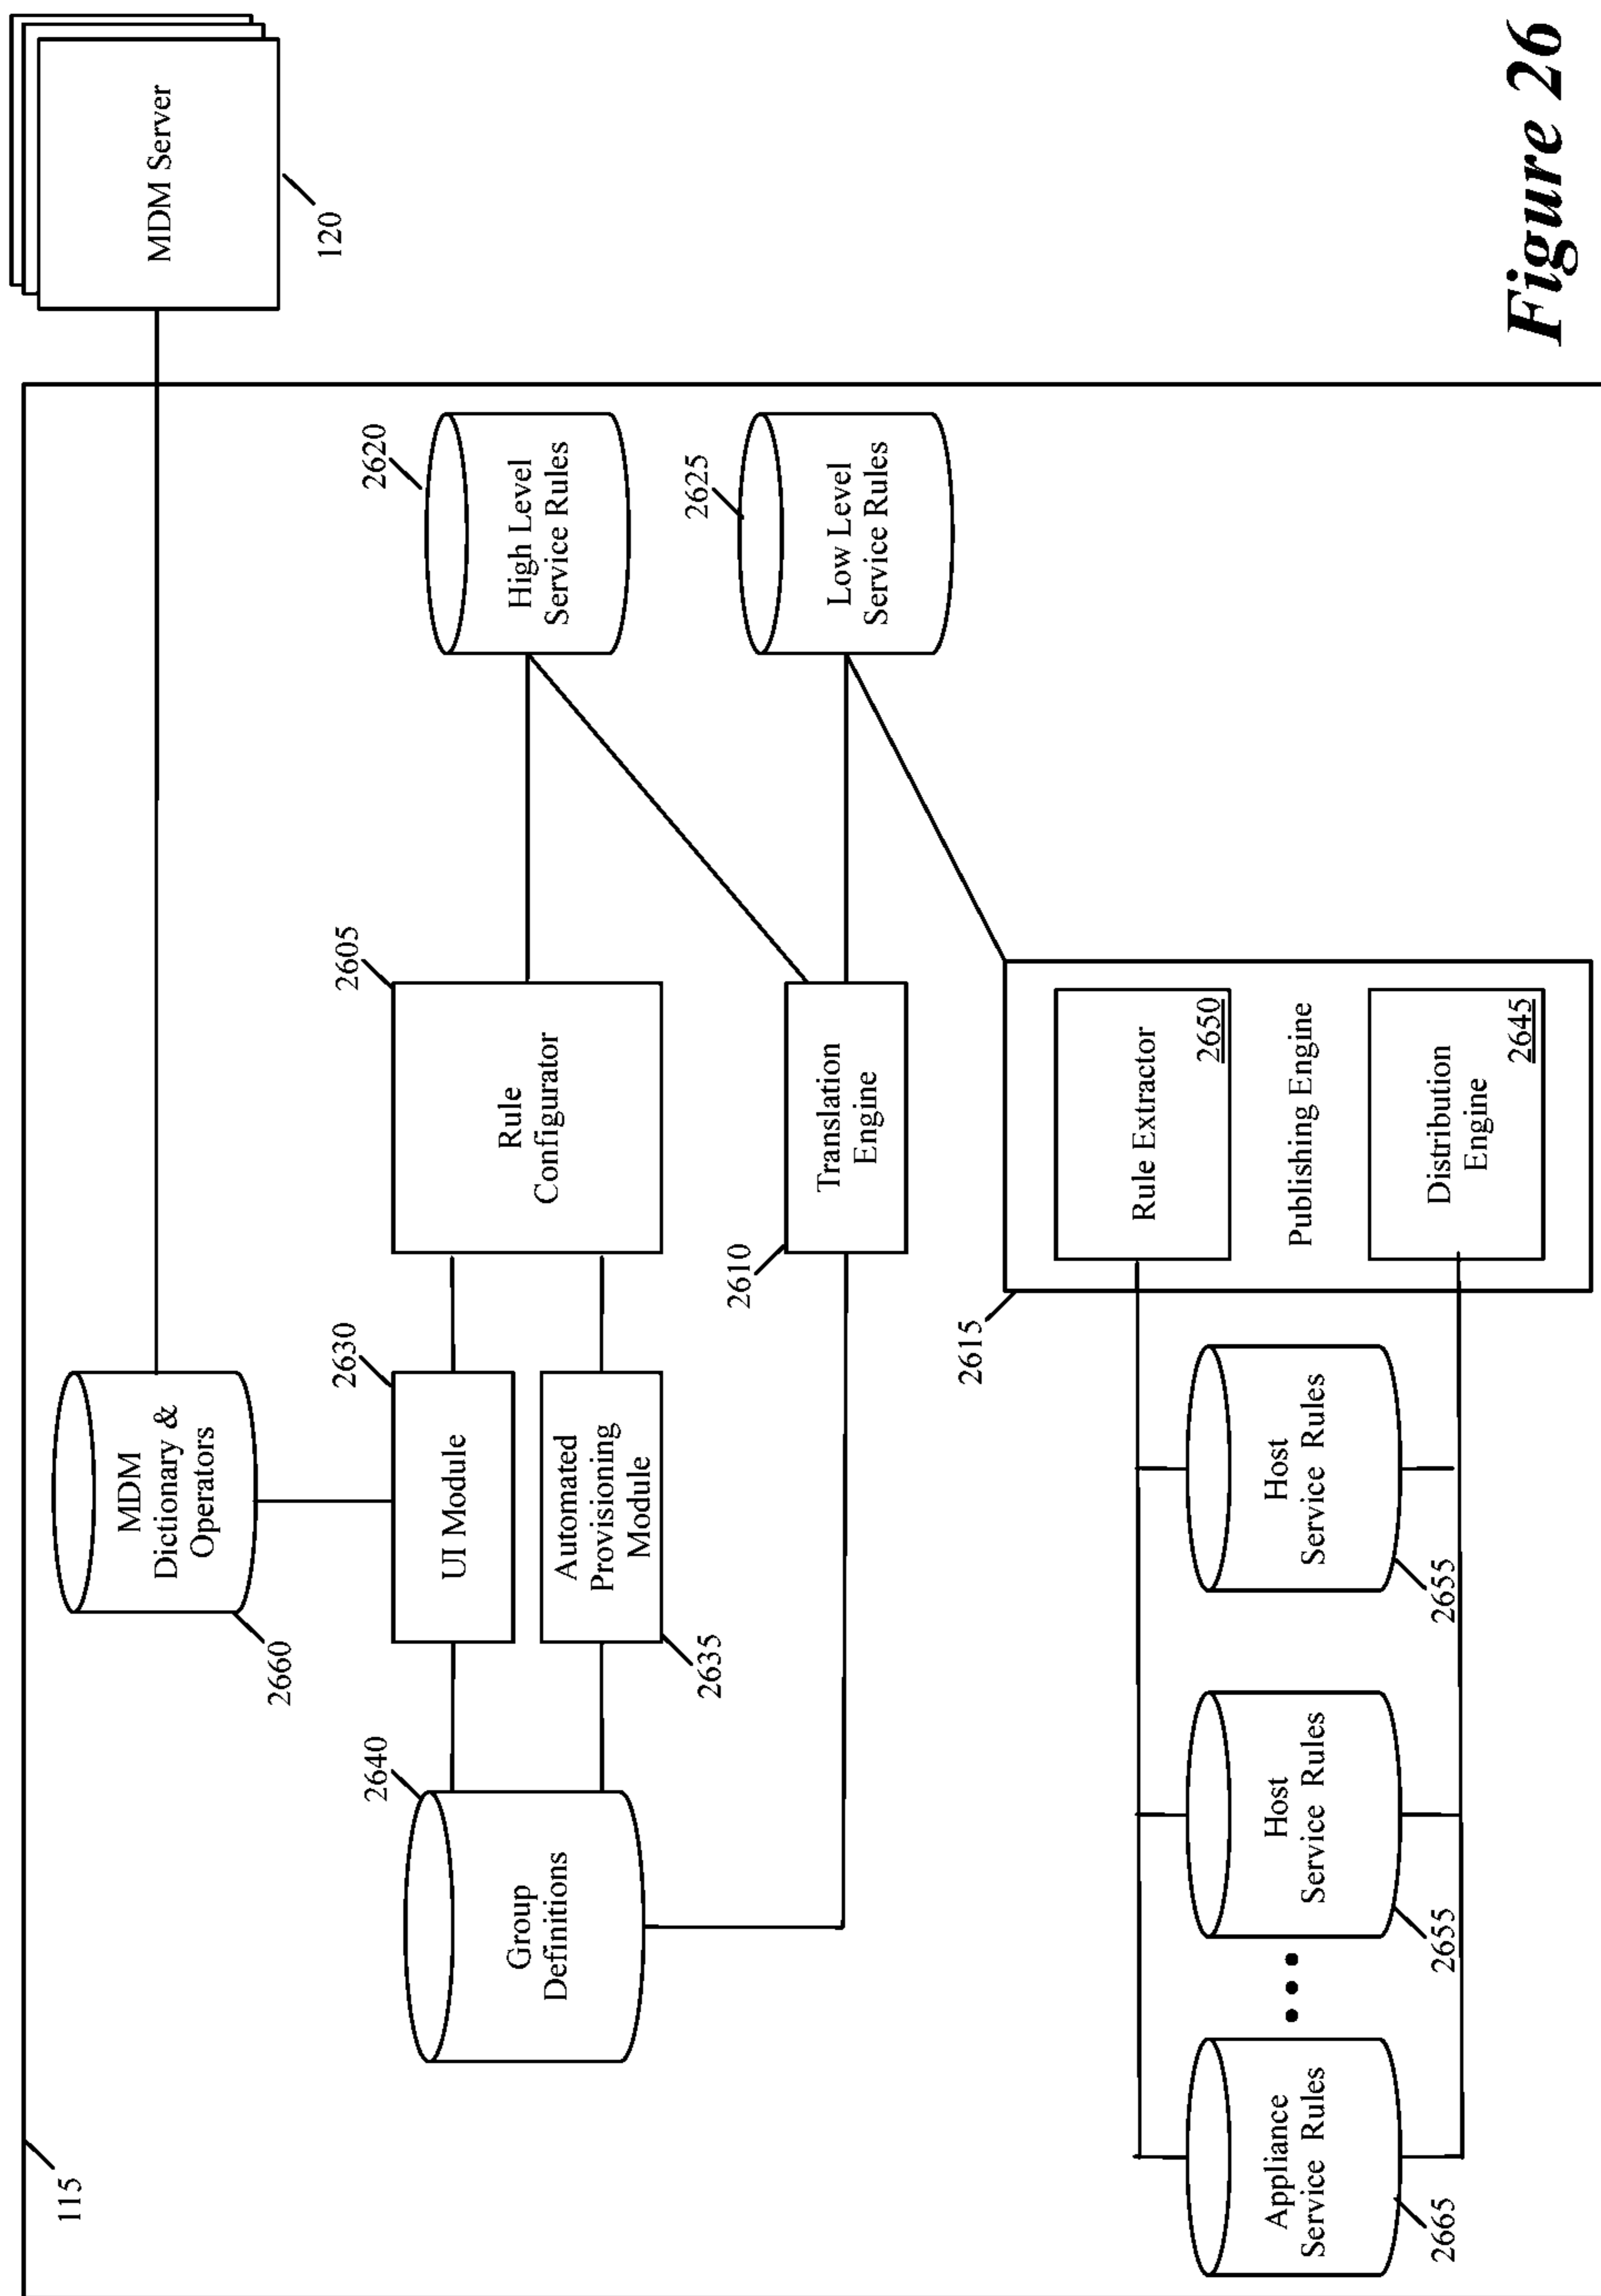 115
MDM Server
120
MDM
Dictionary &
Operators
2660
2640
Group
Definitions
2630
UI Module
Automated
Provisioning
Module
2635
2605
Rule
Configurator
2620
High Level
Service Rules
2610
Translation
Engine
2625
Low Level
Service Rules
2615
Rule Extractor
2650
Publishing Engine
Distribution
Engine
2645
Appliance
Service Rules
2665
Host
Service Rules
2655
Host
Service Rules
2655
Figure 26